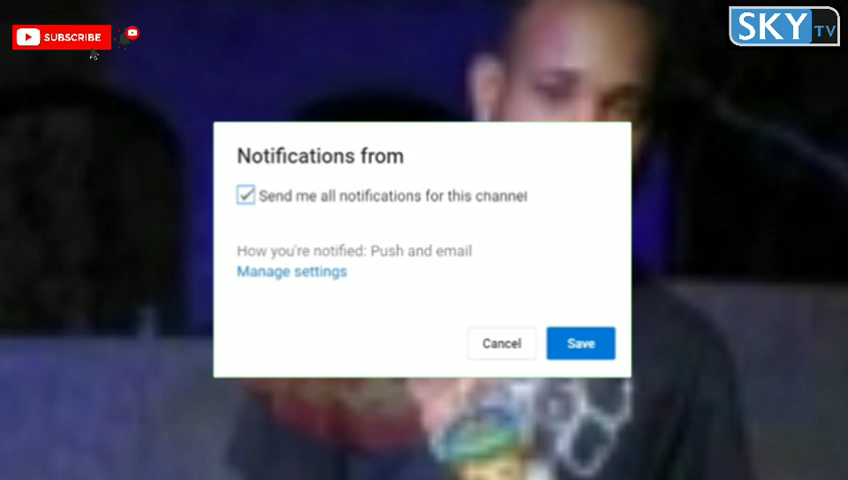 SUBSCRIBE
SKY TV
Notifications from
Send me all notifications for this channel
How you're notified: Push and email
Manage settings
Cancel
Save